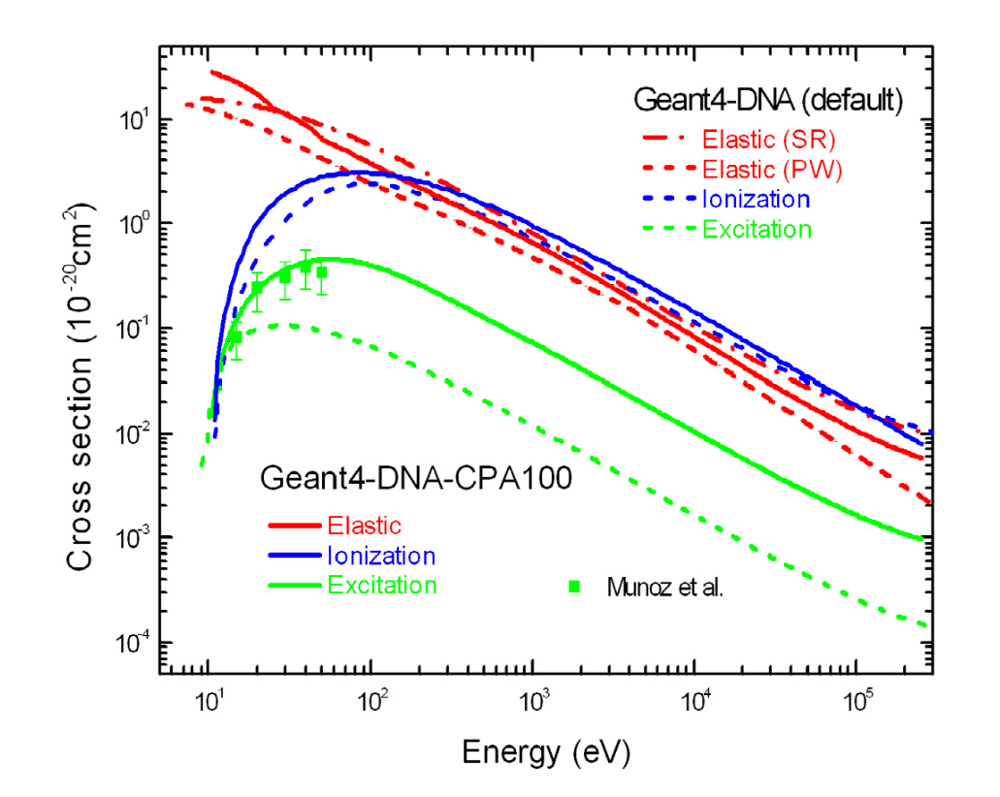 Geant4-DNA (default)
Elastic (SR)
Elastic (PW)
Ionization
Excitation
10¹
10⁰
10⁻¹
10⁻²
10⁻³
10⁻⁴
Cross section (10⁻²⁰cm²)
Geant4-DNA-CPA100
Elastic
Ionization
Excitation
Munoz et al.
10¹ 10² 10³ 10⁴ 10⁵
Energy (eV)